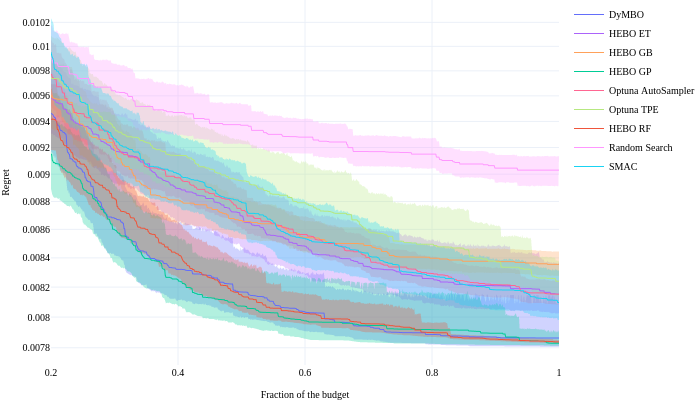 0.0102
0.01
0.0098
0.0096
0.0094
0.0092
0.009
0.0088
0.0086
0.0084
0.0082
0.008
0.0078
Regret
0.2
0.4
0.6
0.8
1
Fraction of the budget
DyMBO
HEBO ET
HEBO GB
HEBO GP
Optuna AutoSampler
Optuna TPE
HEBO RF
Random Search
SMAC